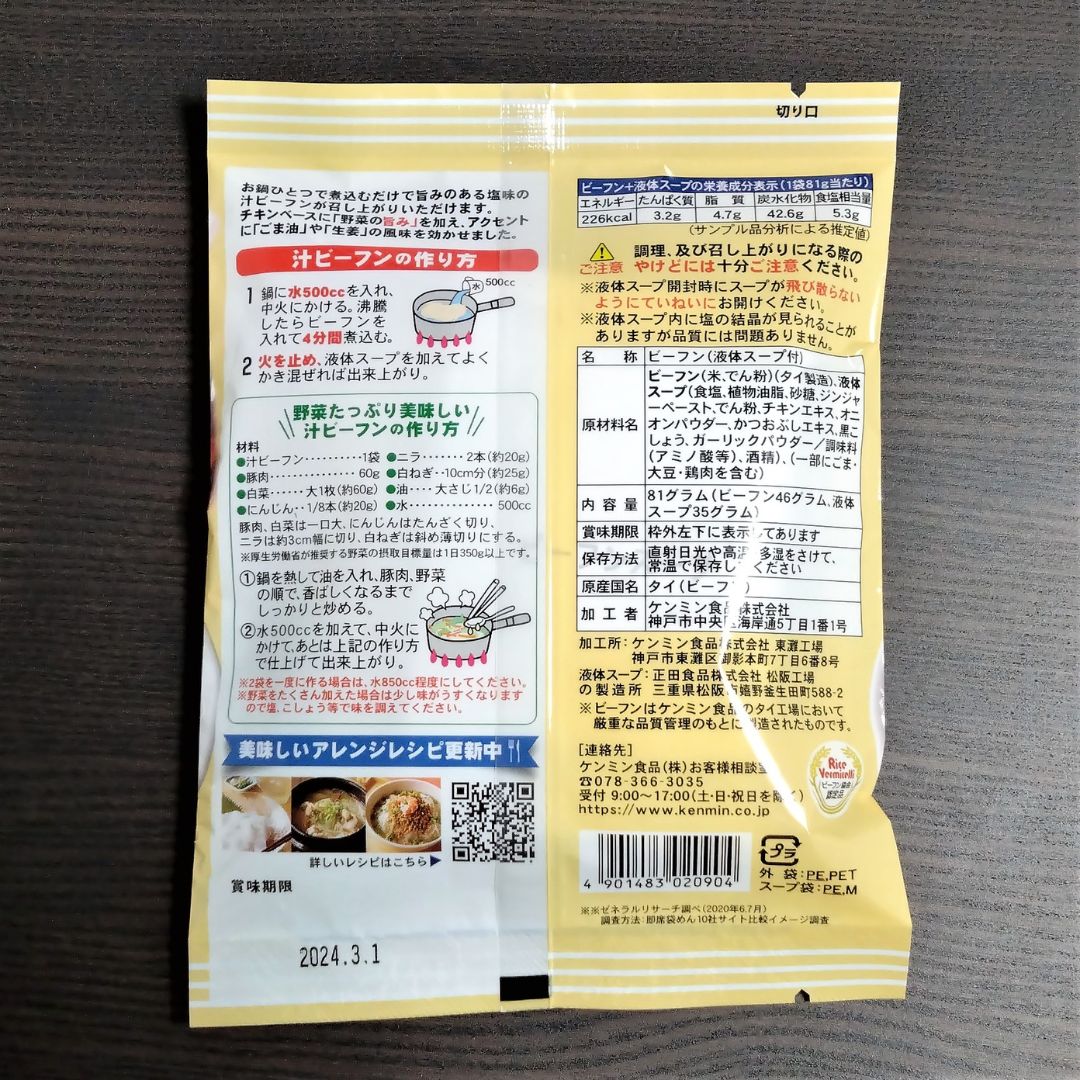 切り口
お鍋ひとつで煮込むだけで旨みのある塩味の
汁ビーフンが召し上がりいただけます。
チキンベースに「野菜の旨み」を加え、アクセント
に「ごま油」や「生姜」の風味を効かせました。
汁ビーフンの作り方
1 鍋に水500ccを入れ、
中火にかける。沸騰
したらビーフンを
入れて4分間煮込む。
水 500cc
2 火を止め、液体スープを加えてよく
かき混ぜれば出来上がり。
野菜たっぷり美味しい
汁ビーフンの作り方
材料
●汁ビーフン‥‥‥‥‥1袋 ●ニラ‥‥‥‥2本(約20g)
●豚肉‥‥‥‥‥‥‥60g ●白ねぎ‥10cm分(約25g)
●白菜‥‥‥大1枚(約60g) ●油‥‥大さじ1/2(約6g)
●にんじん‥1/8本(約20g) ●水‥‥‥‥‥‥‥500cc
豚肉、白菜は一口大、にんじんはたんざく切り、
ニラは約3cm幅に切り、白ねぎは斜め薄切りにする。
※厚生労働省が推奨する野菜の摂取目標量は1日350g以上です。
①鍋を熱して油を入れ、豚肉、野菜
の順で、香ばしくなるまで
しっかりと炒める。
②水500ccを加えて、中火に
かけて、あとは上記の作り方
で仕上げて出来上がり。
※2袋を一度に作る場合は、水850cc程度にしてください。
※野菜をたくさん加えた場合は少し味がうすくなります
ので塩、こしょう等で味を調えてください。
美味しいアレンジレシピ更新中
詳しいレシピはこちら▶
賞味期限
2024.3.1
ビーフン+液体スープの栄養成分表示(1袋81g当たり)
エネルギー たんぱく質 脂質 炭水化物 食塩相当量
226kcal 3.2g 4.7g 42.6g 5.3g
(サンプル品分析による推定値)
ご注意 調理、及び召し上がりになる際の
やけどには十分ご注意ください。
※液体スープ開封時にスープが飛び散らない
ようにていねいにお開けください。
※液体スープ内に塩の結晶が見られることが
ありますが品質には問題ありません。
名称 ビーフン(液体スープ付)
原材料名 ビーフン(米、でん粉)(タイ製造)、液体
スープ(食塩、植物油脂、砂糖、ジンジャ
ーペースト、でん粉、チキンエキス、オニ
オンパウダー、かつおぶしエキス、黒こ
しょう、ガーリックパウダー/調味料
(アミノ酸等)、酒精)、(一部にごま・
大豆・鶏肉を含む)
内容量 81グラム(ビーフン46グラム、液体
スープ35グラム)
賞味期限 枠外左下に表示してあります
保存方法 直射日光や高温、多湿をさけて、
常温で保存してください
原産国名 タイ(ビーフン)
加工者 ケンミン食品株式会社
神戸市中央区海岸通5丁目1番1号
加工所:ケンミン食品株式会社 東灘工場
神戸市東灘区御影本町7丁目6番8号
液体スープ:正田食品株式会社 松阪工場
の製造所 三重県松阪市嬉野釜生田町588-2
※ビーフンはケンミン食品のタイ工場において
厳重な品質管理のもとに製造されたものです。
[連絡先]
ケンミン食品(株)お客様相談室
☎078-366-3035
受付 9:00〜17:00(土・日・祝日を除く)
https://www.kenmin.co.jp
Rice
Vermicelli
ビーフン協会
認定品
4 901483 020904
プラ
外袋:PE,PET
スープ袋:PE,M
※※ゼネラルリサーチ調べ(2020年6,7月)
調査方法:即席袋めん10社サイト比較イメージ調査